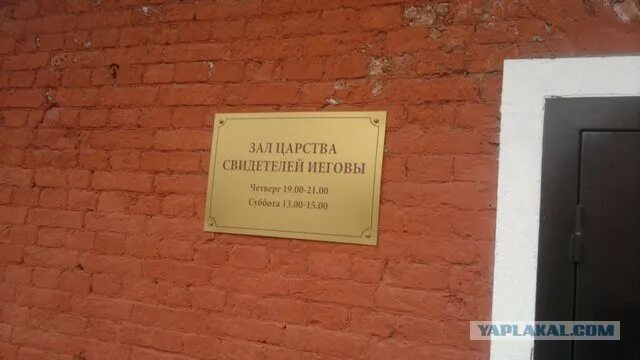 ЗАЛ ЦАРСТВА
СВИДЕТЕЛЕЙ ИЕГОВЫ
Четверг 19.00-21.00
Суббота 13.00-15.00
YAPLAKAL.COM